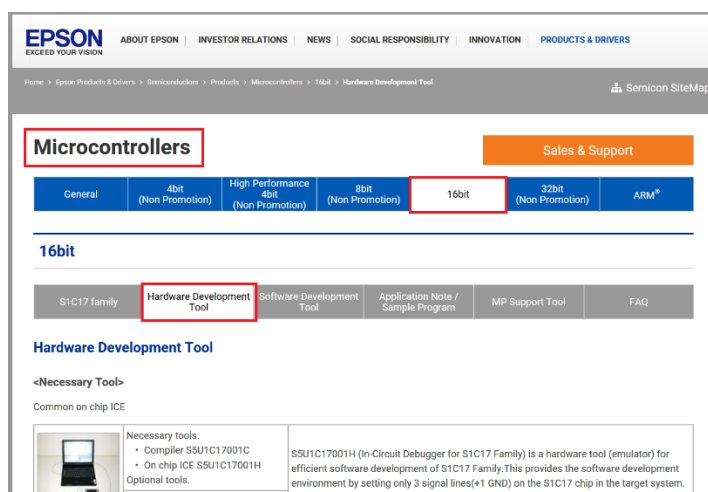 EPSON
EXCEED YOUR VISION
ABOUT EPSON
INVESTOR RELATIONS
NEWS
SOCIAL RESPONSIBILITY
INNOVATION
PRODUCTS & DRIVERS
Home > Epson Products & Drivers > Semiconductors > Products > Microcontrollers > 16bit > Hardware Development Tool
Semicon SiteMap
Microcontrollers
Sales & Support
General
4bit
(Non Promotion)
High Performance
4bit
(Non Promotion)
8bit
(Non Promotion)
16bit
32bit
(Non Promotion)
ARM®
16bit
S1C17 family
Hardware Development
Tool
Software Development
Tool
Application Note /
Sample Program
MP Support Tool
FAQ
Hardware Development Tool
<Necessary Tool>
Common on chip ICE
Necessary tools.
• Compiler S5U1C17001C
• On chip ICE S5U1C17001H
Optional tools.
S5U1C17001H (In-Circuit Debugger for S1C17 Family) is a hardware tool (emulator) for
efficient software development of S1C17 Family.This provides the software development
environment by setting only 3 signal lines(+1 GND) on the S1C17 chip in the target system.